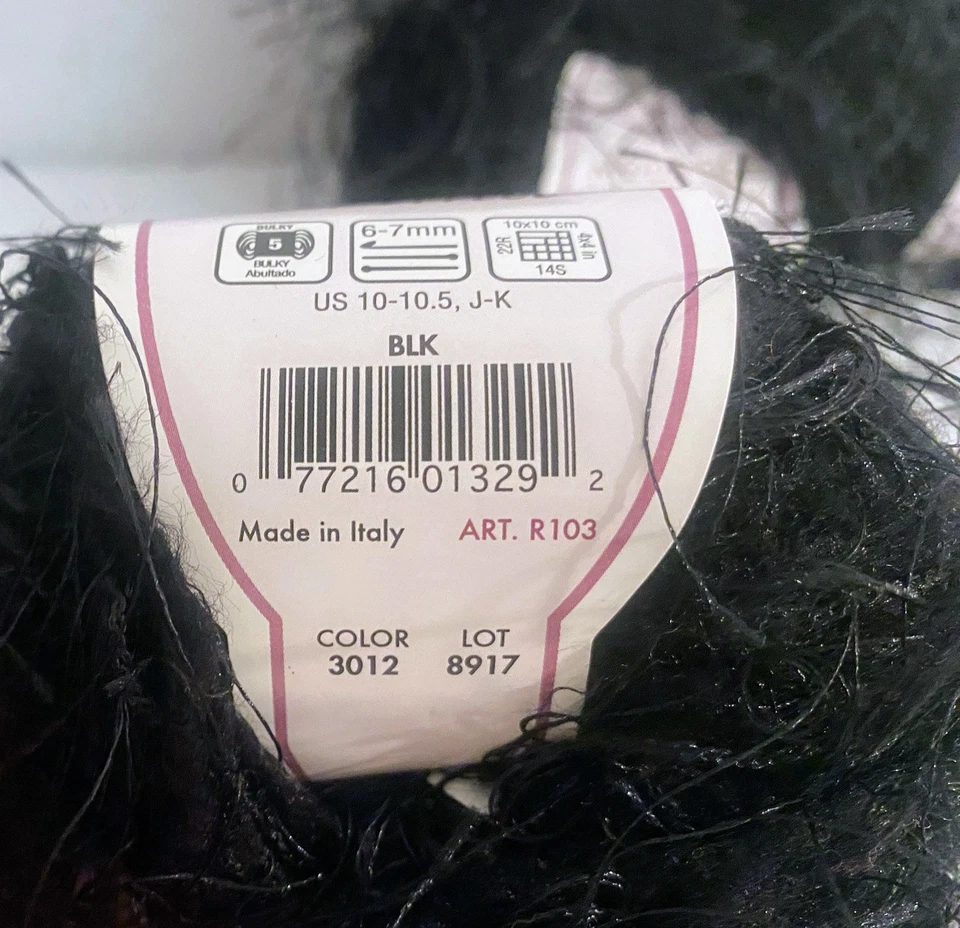 BULKY
5
BULKY
Abultado
6-7mm
10x10 cm
22R
4x4 in
14S
US 10-10.5, J-K
BLK
0 77216 01329 2
Made in Italy ART. R103
COLOR LOT
3012 8917